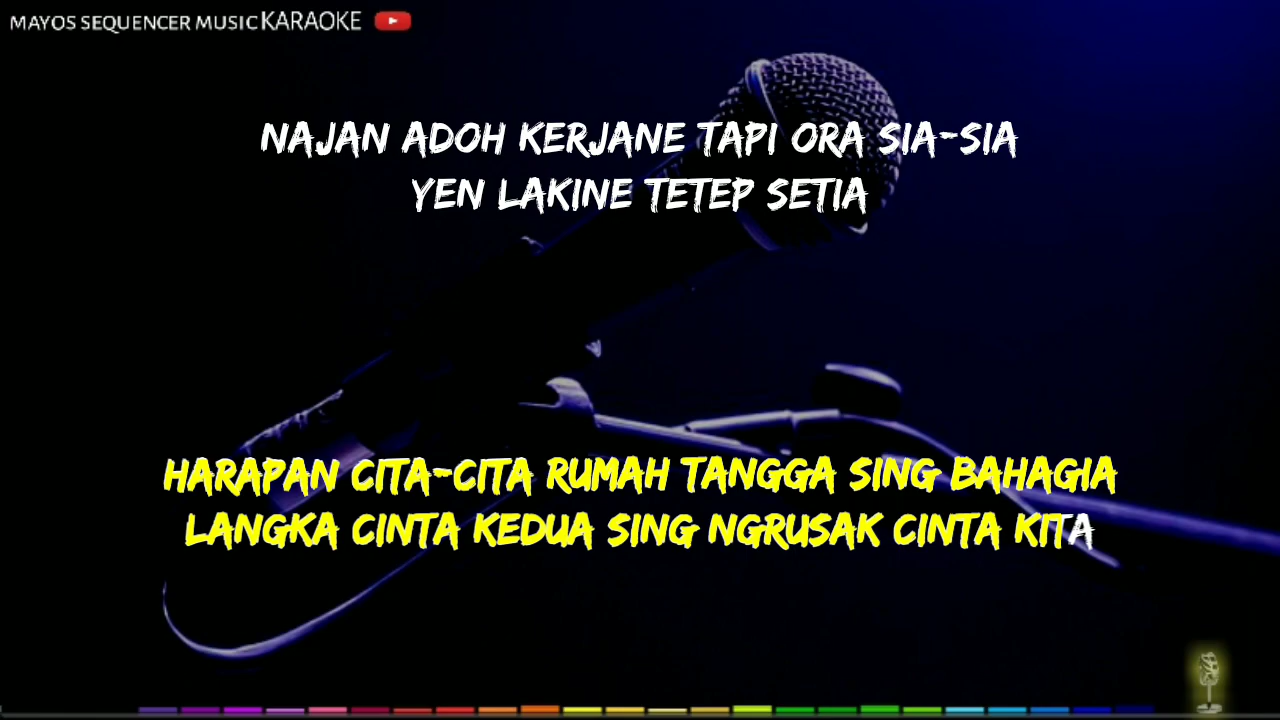 MAYOS SEQUENCER MUSIC KARAOKE
NAJAN ADOH KERJANE TAPI ORA SIA-SIA
YEN LAKINE TETEP SETIA
HARAPAN CITA-CITA RUMAH TANGGA SING BAHAGIA
LANGKA CINTA KEDUA SING NGRUSAK CINTA KITA